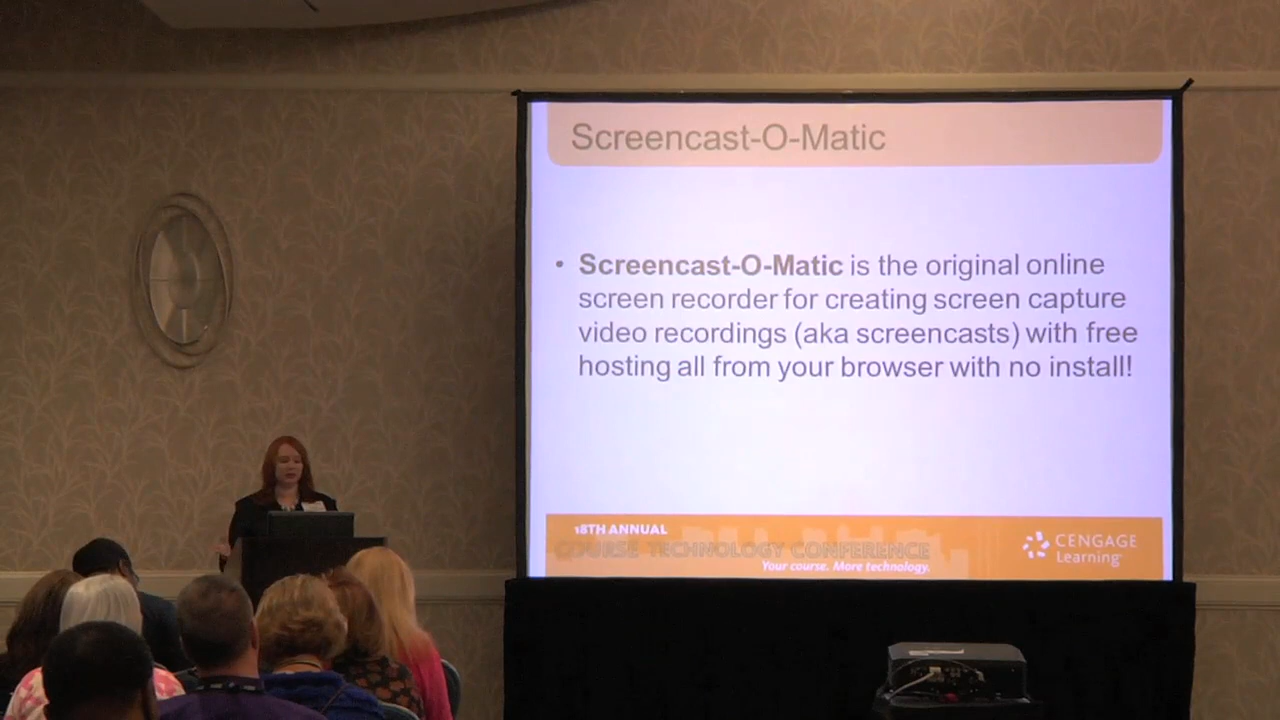 Screencast-O-Matic
• Screencast-O-Matic is the original online
screen recorder for creating screen capture
video recordings (aka screencasts) with free
hosting all from your browser with no install!
18TH ANNUAL
COURSE TECHNOLOGY CONFERENCE
Your course. More technology.
CENGAGE
Learning